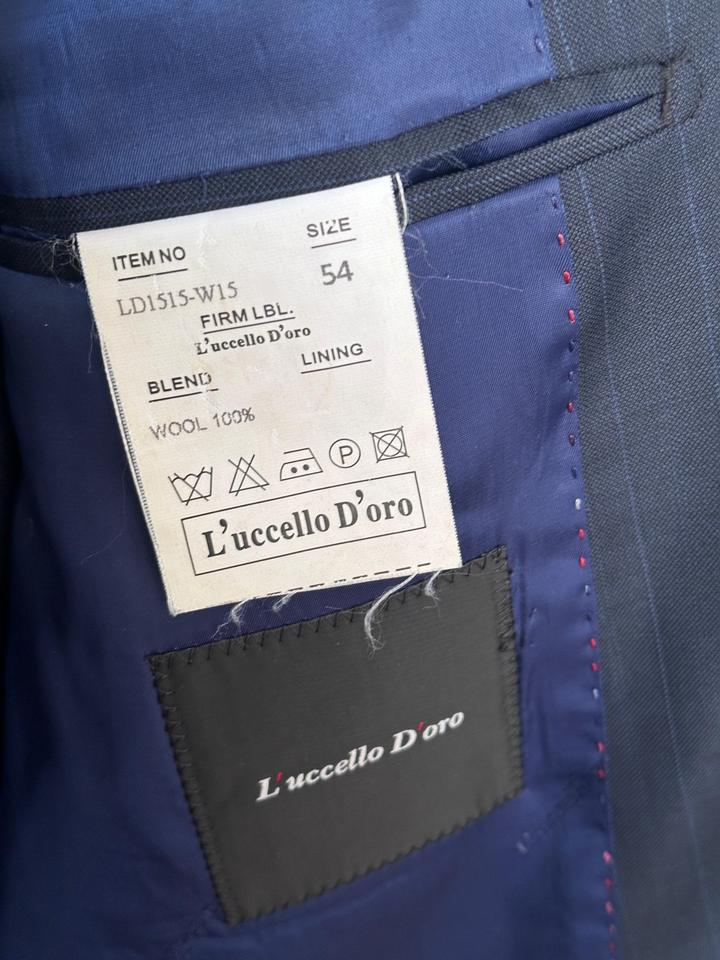 ITEM NO
SIZE
LD1515-W15
54
FIRM LBL.
L'uccello D'oro
BLEND
LINING
WOOL 100%
P
L'uccello D'oro
L'uccello D'oro